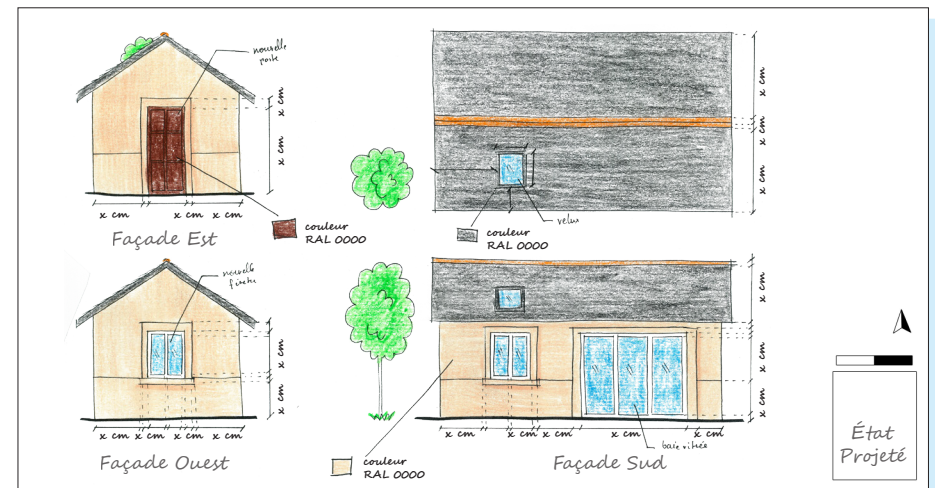 nouvelle
porte
x cm
x cm
x cm x cm x cm
Façade Est
couleur
RAL 0000
x cm
x cm
x cm
velux
couleur
RAL 0000
nouvelle
fenêtre
x cm
x cm
x cm x cm x cm x cm
Façade Ouest
couleur
RAL 0000
x cm
x cm
x cm
x cm x cm x cm x cm x cm
baie vitrée
Façade Sud
État
Projeté